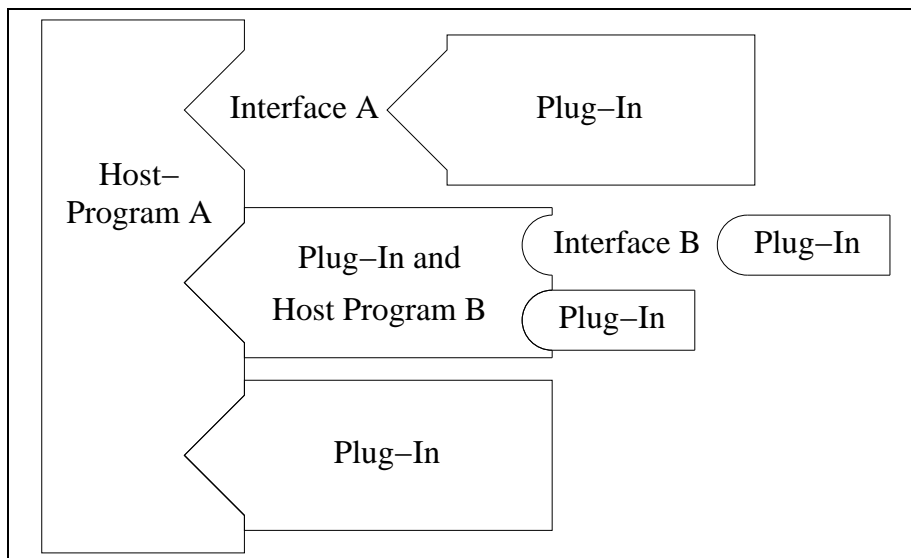 Interface A
Plug−In
Host−
Program A
Plug−In and
Host Program B
Interface B
Plug−In
Plug−In
Plug−In